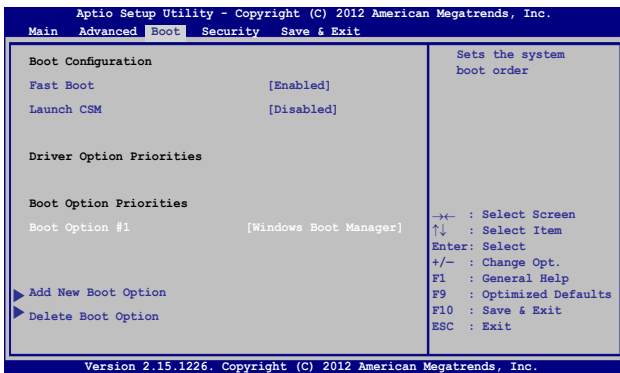 Aptio Setup Utility - Copyright (C) 2012 American Megatrends, Inc.
Main Advanced Boot Security Save & Exit
Boot Configuration
Fast Boot [Enabled]
Launch CSM [Disabled]
Driver Option Priorities
Boot Option Priorities
Boot Option #1 [Windows Boot Manager]
Add New Boot Option
Delete Boot Option
Sets the system
boot order
→← : Select Screen
↑↓ : Select Item
Enter: Select
+/— : Change Opt.
F1 : General Help
F9 : Optimized Defaults
F10 : Save & Exit
ESC : Exit
Version 2.15.1226. Copyright (C) 2012 American Megatrends, Inc.